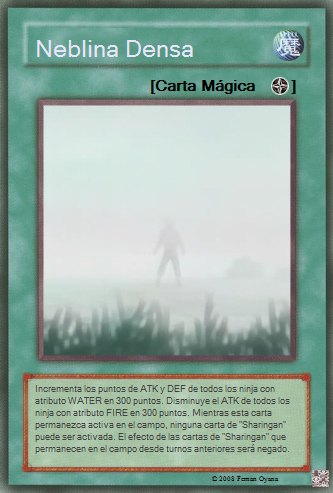 Neblina Densa
魔
[Carta Mágica ]
Incrementa los puntos de ATK y DEF de todos los ninja con
atributo WATER en 300 puntos. Disminuye el ATK de todos los
ninja con atributo FIRE en 300 puntos. Mientras esta carta
permanezca activa en el campo, ninguna carta de "Sharingan"
puede ser activada. El efecto de las cartas de "Sharingan" que
permanecen en el campo desde turnos anteriores será negado.
© 2008 Ferran Oyana